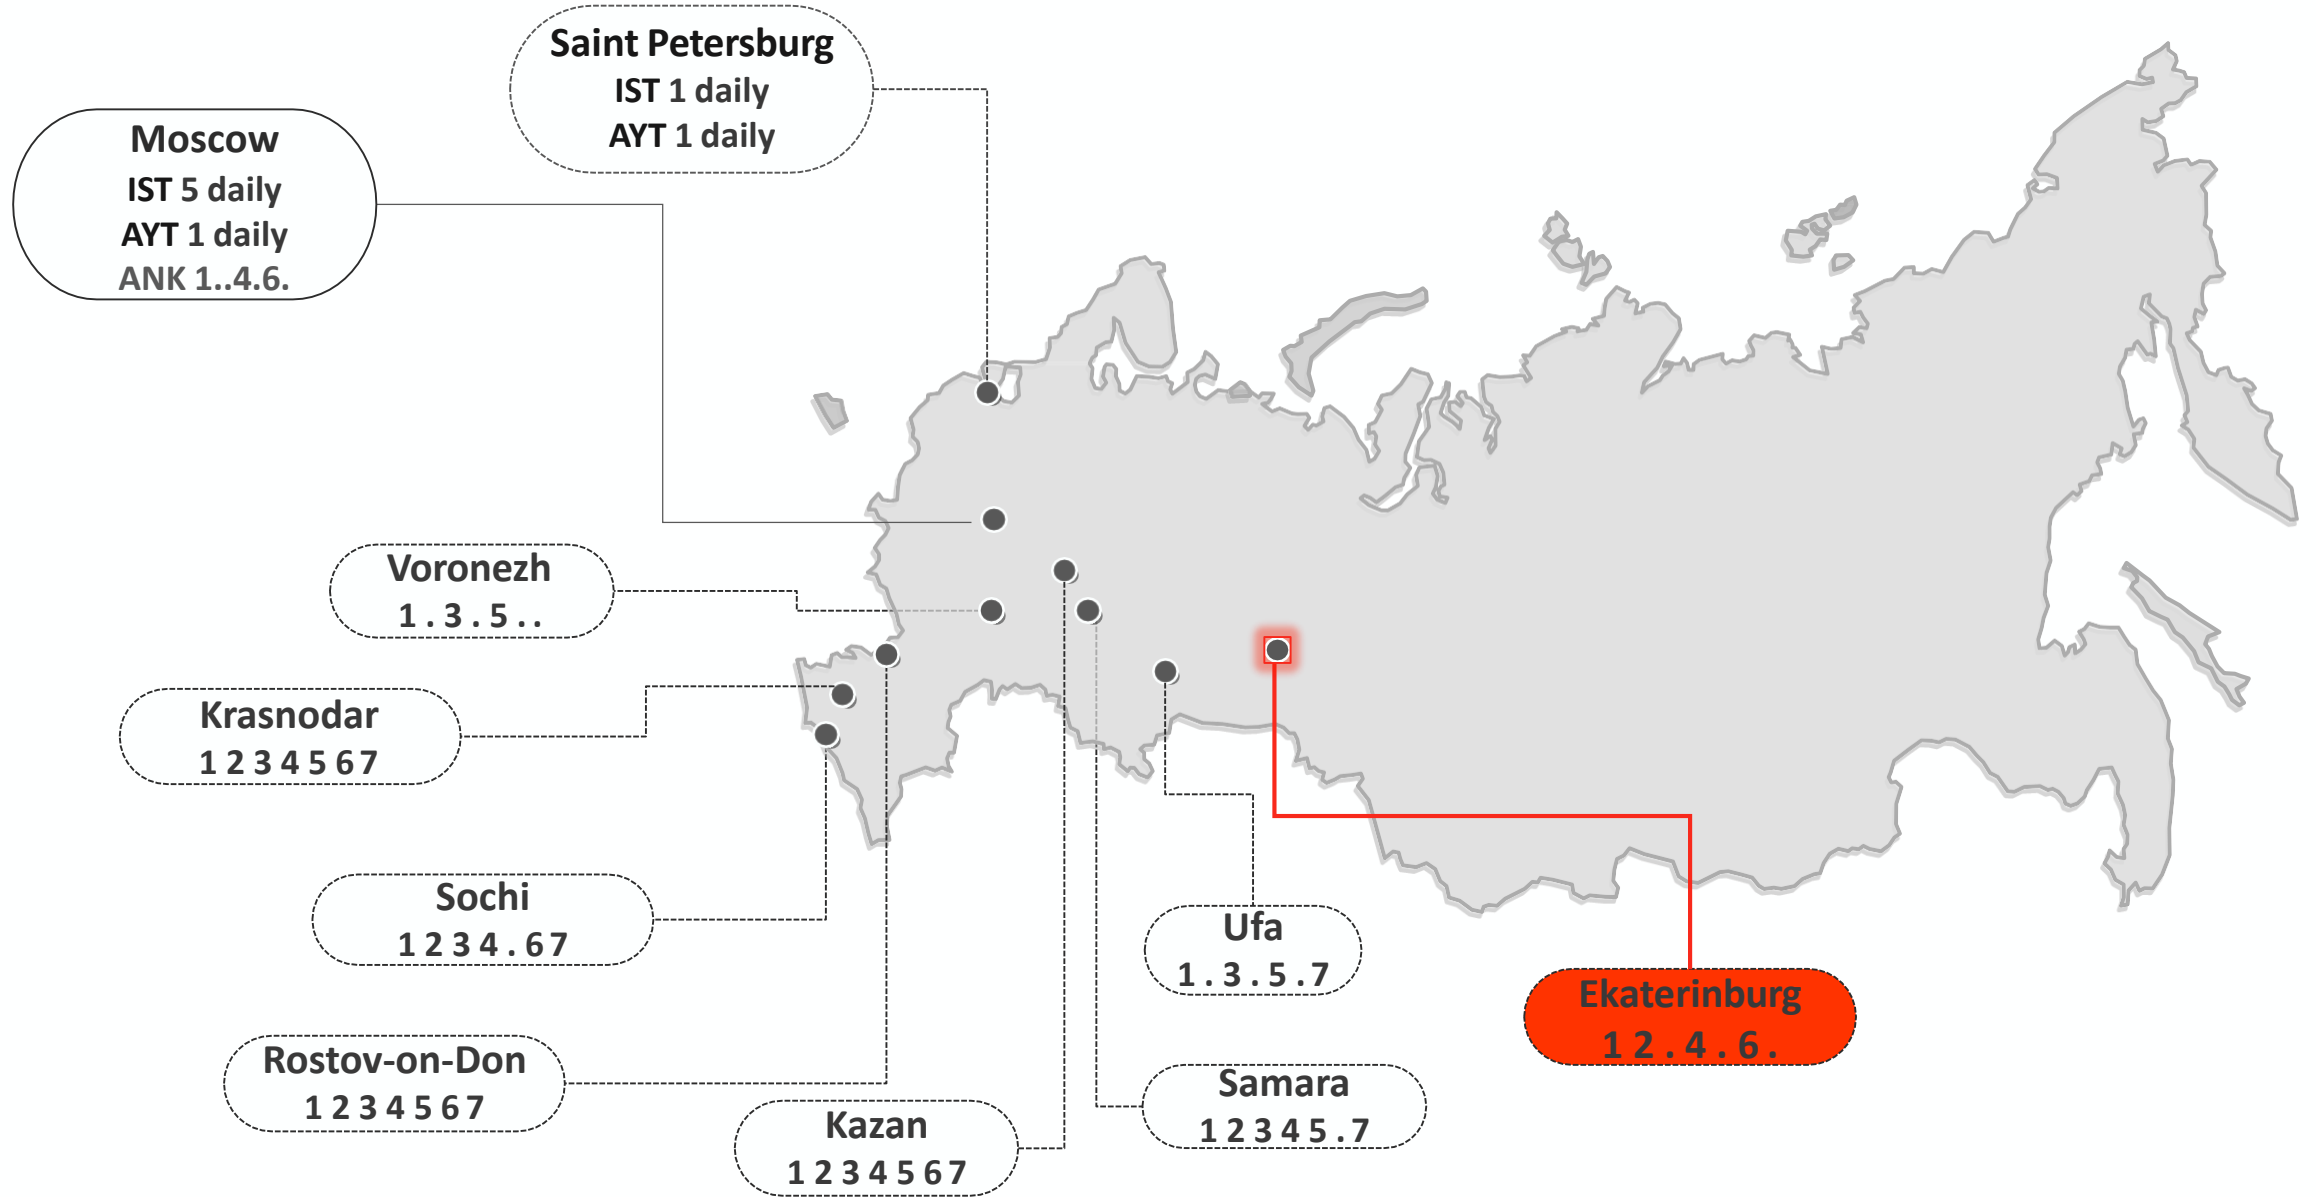 Saint Petersburg
IST 1 daily
AYT 1 daily
Moscow
IST 5 daily
AYT 1 daily
ANK 1..4.6.
Voronezh
1 . 3 . 5 . .
Krasnodar
1 2 3 4 5 6 7
Sochi
1 2 3 4 . 6 7
Rostov-on-Don
1 2 3 4 5 6 7
Kazan
1 2 3 4 5 6 7
Ufa
1 . 3 . 5 . 7
Samara
1 2 3 4 5 . 7
Ekaterinburg
1 2 . 4 . 6 .